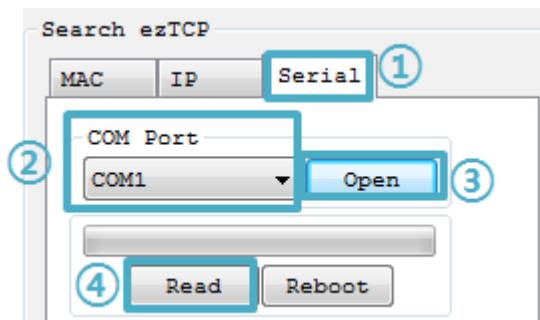 Search ezTCP
MAC IP Serial ①
COM Port
② COM1 Open ③
④ Read Reboot